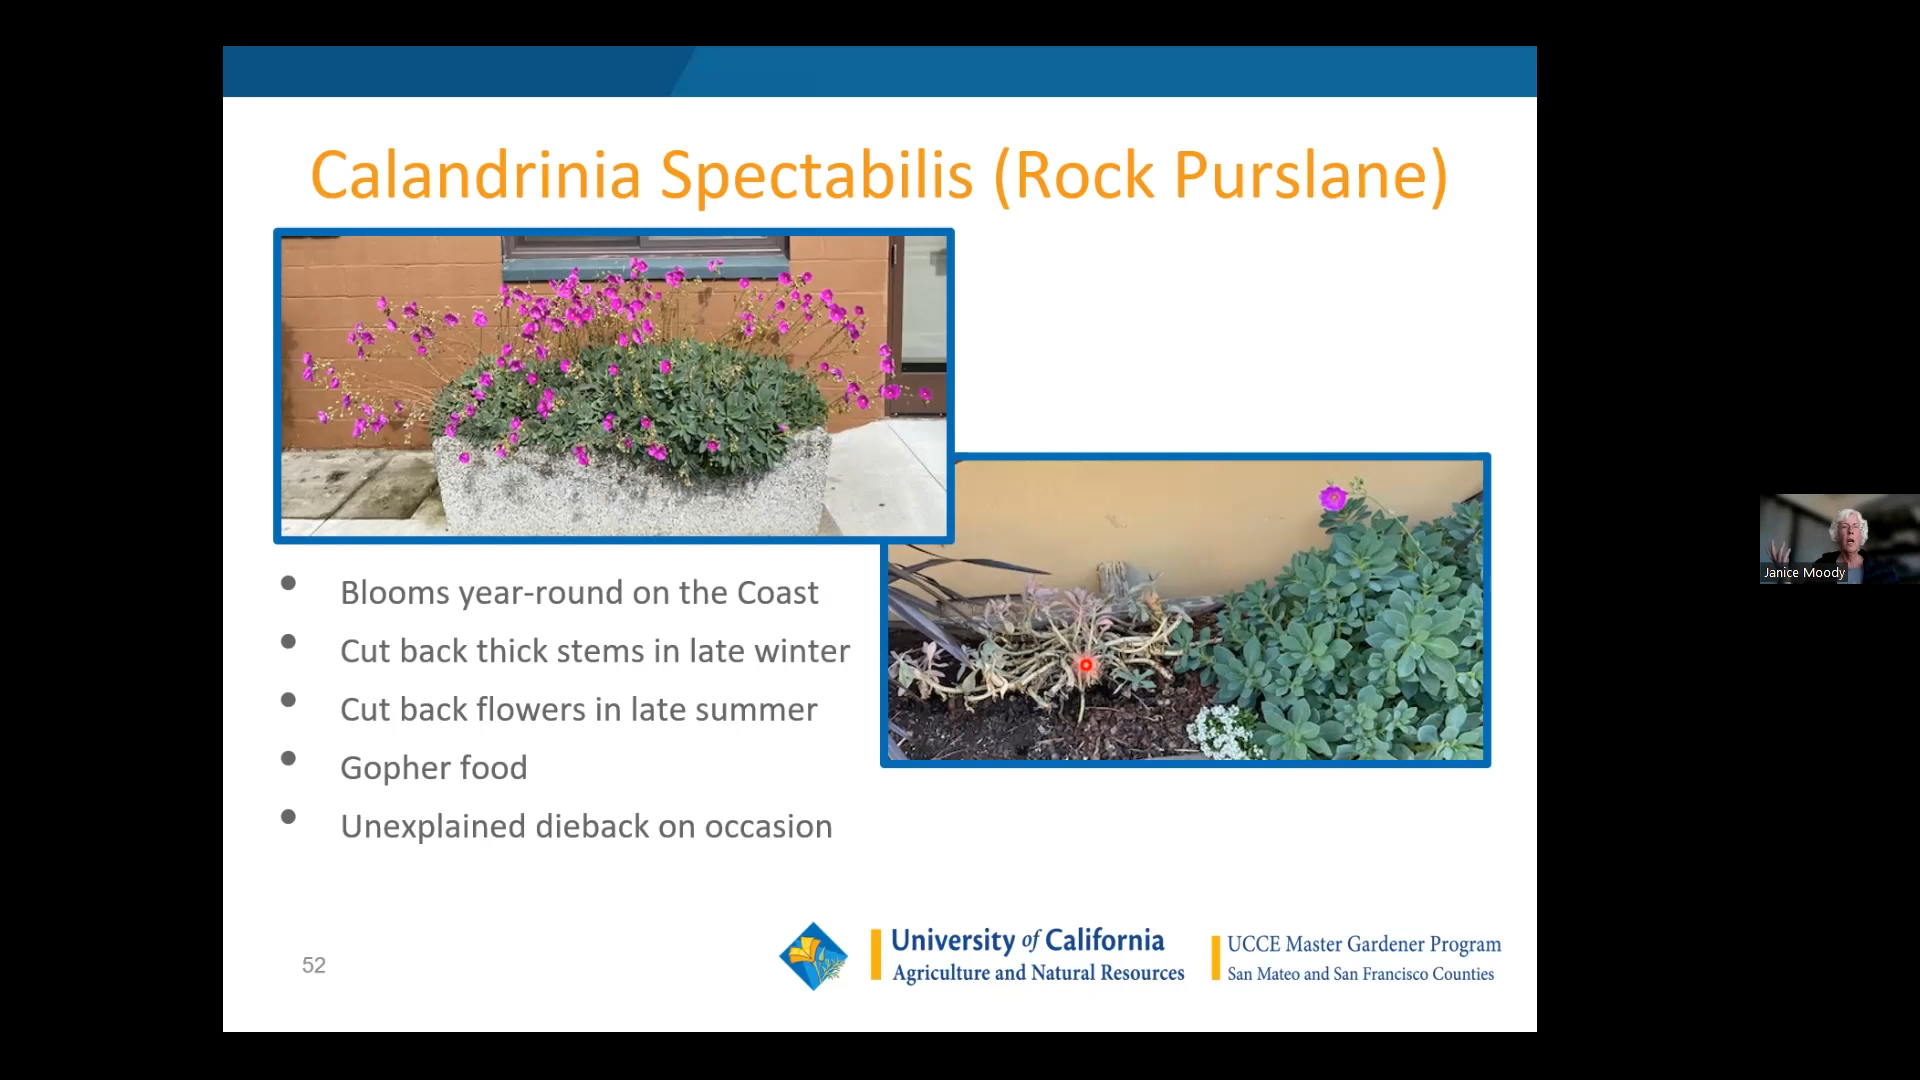 Calandrinia Spectabilis (Rock Purslane)
Blooms year-round on the Coast
Cut back thick stems in late winter
Cut back flowers in late summer
Gopher food
Unexplained dieback on occasion
52
University of California
Agriculture and Natural Resources
UCCE Master Gardener Program
San Mateo and San Francisco Counties
Janice Moody